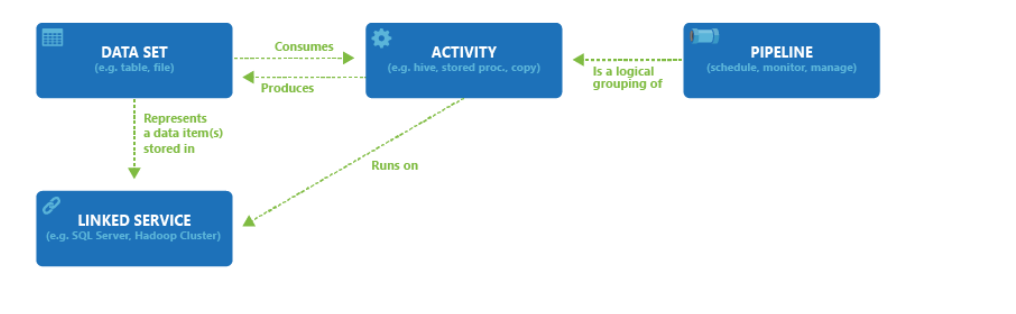 DATA SET
(e.g. table, file)
Consumes
Produces
ACTIVITY
(e.g. hive, stored proc., copy)
Is a logical
grouping of
PIPELINE
(schedule, monitor, manage)
Represents
a data item(s)
stored in
Runs on
LINKED SERVICE
(e.g. SQL Server, Hadoop Cluster)